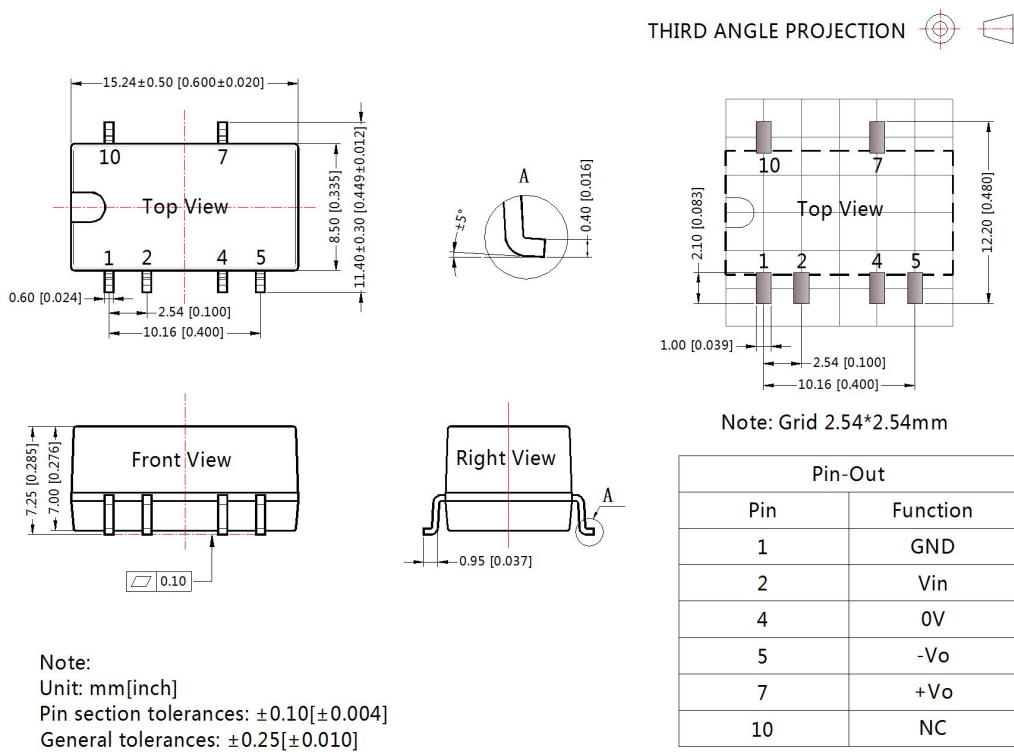 THIRD ANGLE PROJECTION
15.24±0.50 [0.600±0.020]
10 7
Top View
1 2 4 5
8.50 [0.335]
11.40±0.30 [0.449±0.012]
0.60 [0.024]
2.54 [0.100]
10.16 [0.400]
A
±5°
0.40 [0.016]
10 7
Top View
1 2 4 5
2.10 [0.083]
12.20 [0.480]
1.00 [0.039]
2.54 [0.100]
10.16 [0.400]
Note: Grid 2.54*2.54mm
Front View
7.25 [0.285]
7.00 [0.276]
0.10
Right View
A
0.95 [0.037]
Pin-Out
Pin Function
1 GND
2 Vin
4 0V
5 -Vo
7 +Vo
10 NC
Note:
Unit: mm[inch]
Pin section tolerances: ±0.10[±0.004]
General tolerances: ±0.25[±0.010]